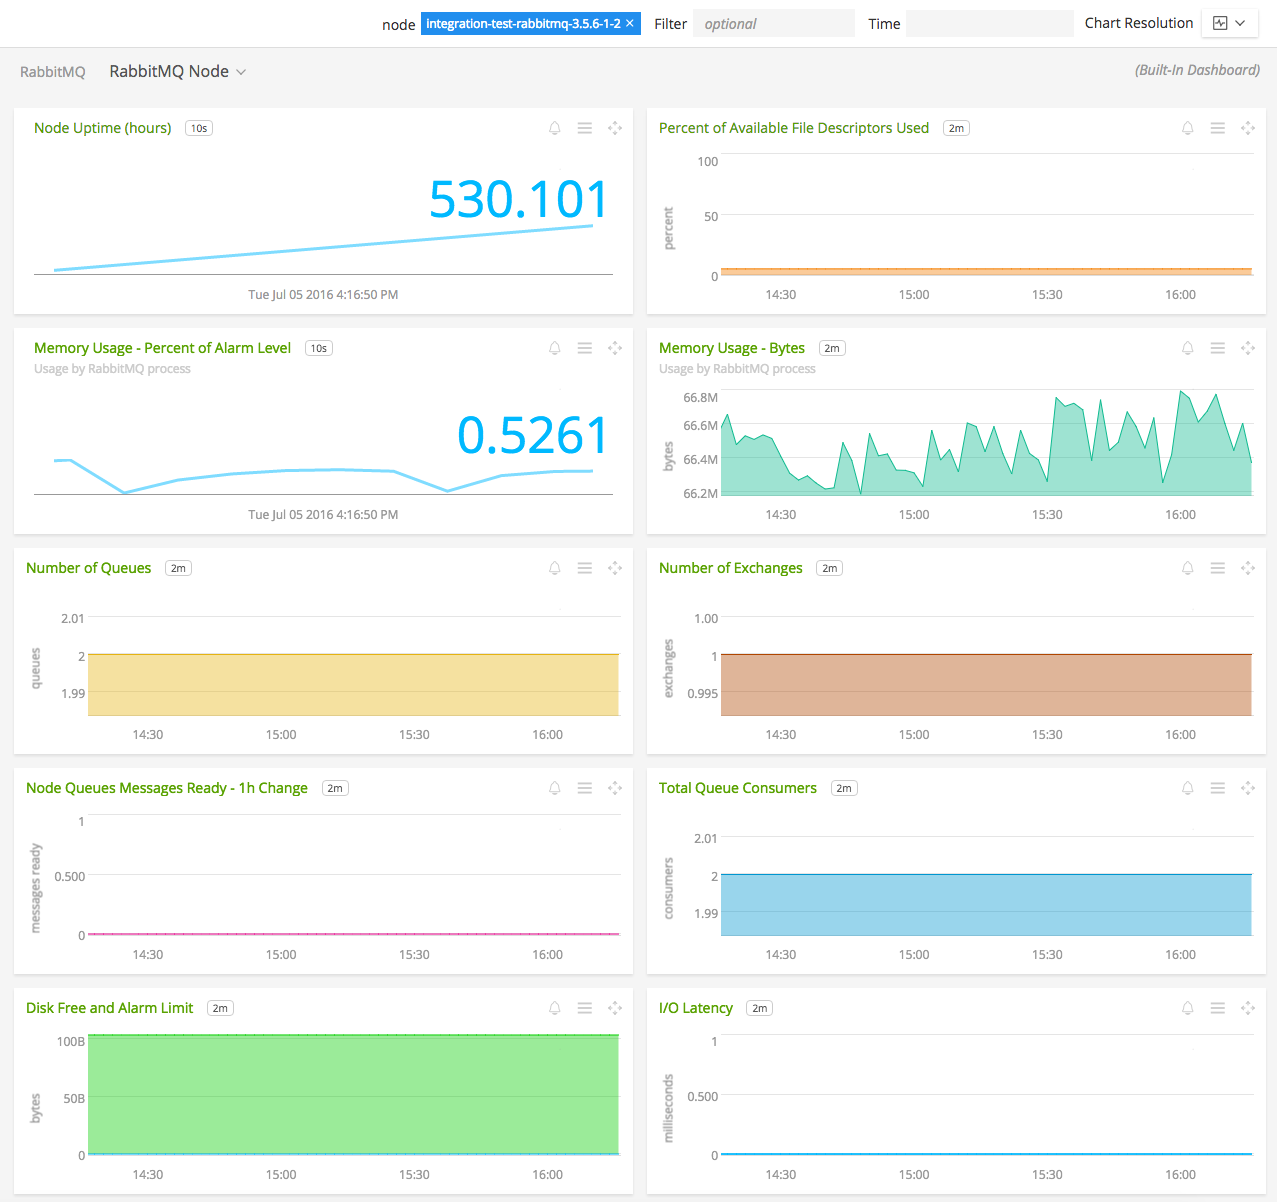 node integration-test-rabbitmq-3.5.6-1-2 × Filter optional Time Chart Resolution
RabbitMQ RabbitMQ Node (Built-In Dashboard)
Node Uptime (hours) 10s
530.101
Tue Jul 05 2016 4:16:50 PM
Percent of Available File Descriptors Used 2m
100
50
0
percent
14:30 15:00 15:30 16:00
Memory Usage - Percent of Alarm Level 10s
Usage by RabbitMQ process
0.5261
Tue Jul 05 2016 4:16:50 PM
Memory Usage - Bytes 2m
Usage by RabbitMQ process
66.8M
66.6M
66.4M
66.2M
bytes
14:30 15:00 15:30 16:00
Number of Queues 2m
2.01
2
1.99
queues
14:30 15:00 15:30 16:00
Number of Exchanges 2m
1.00
1
0.995
exchanges
14:30 15:00 15:30 16:00
Node Queues Messages Ready - 1h Change 2m
1
0.500
0
messages ready
14:30 15:00 15:30 16:00
Total Queue Consumers 2m
2.01
2
1.99
consumers
14:30 15:00 15:30 16:00
Disk Free and Alarm Limit 2m
100B
50B
0
bytes
14:30 15:00 15:30 16:00
I/O Latency 2m
1
0.500
0
milliseconds
14:30 15:00 15:30 16:00